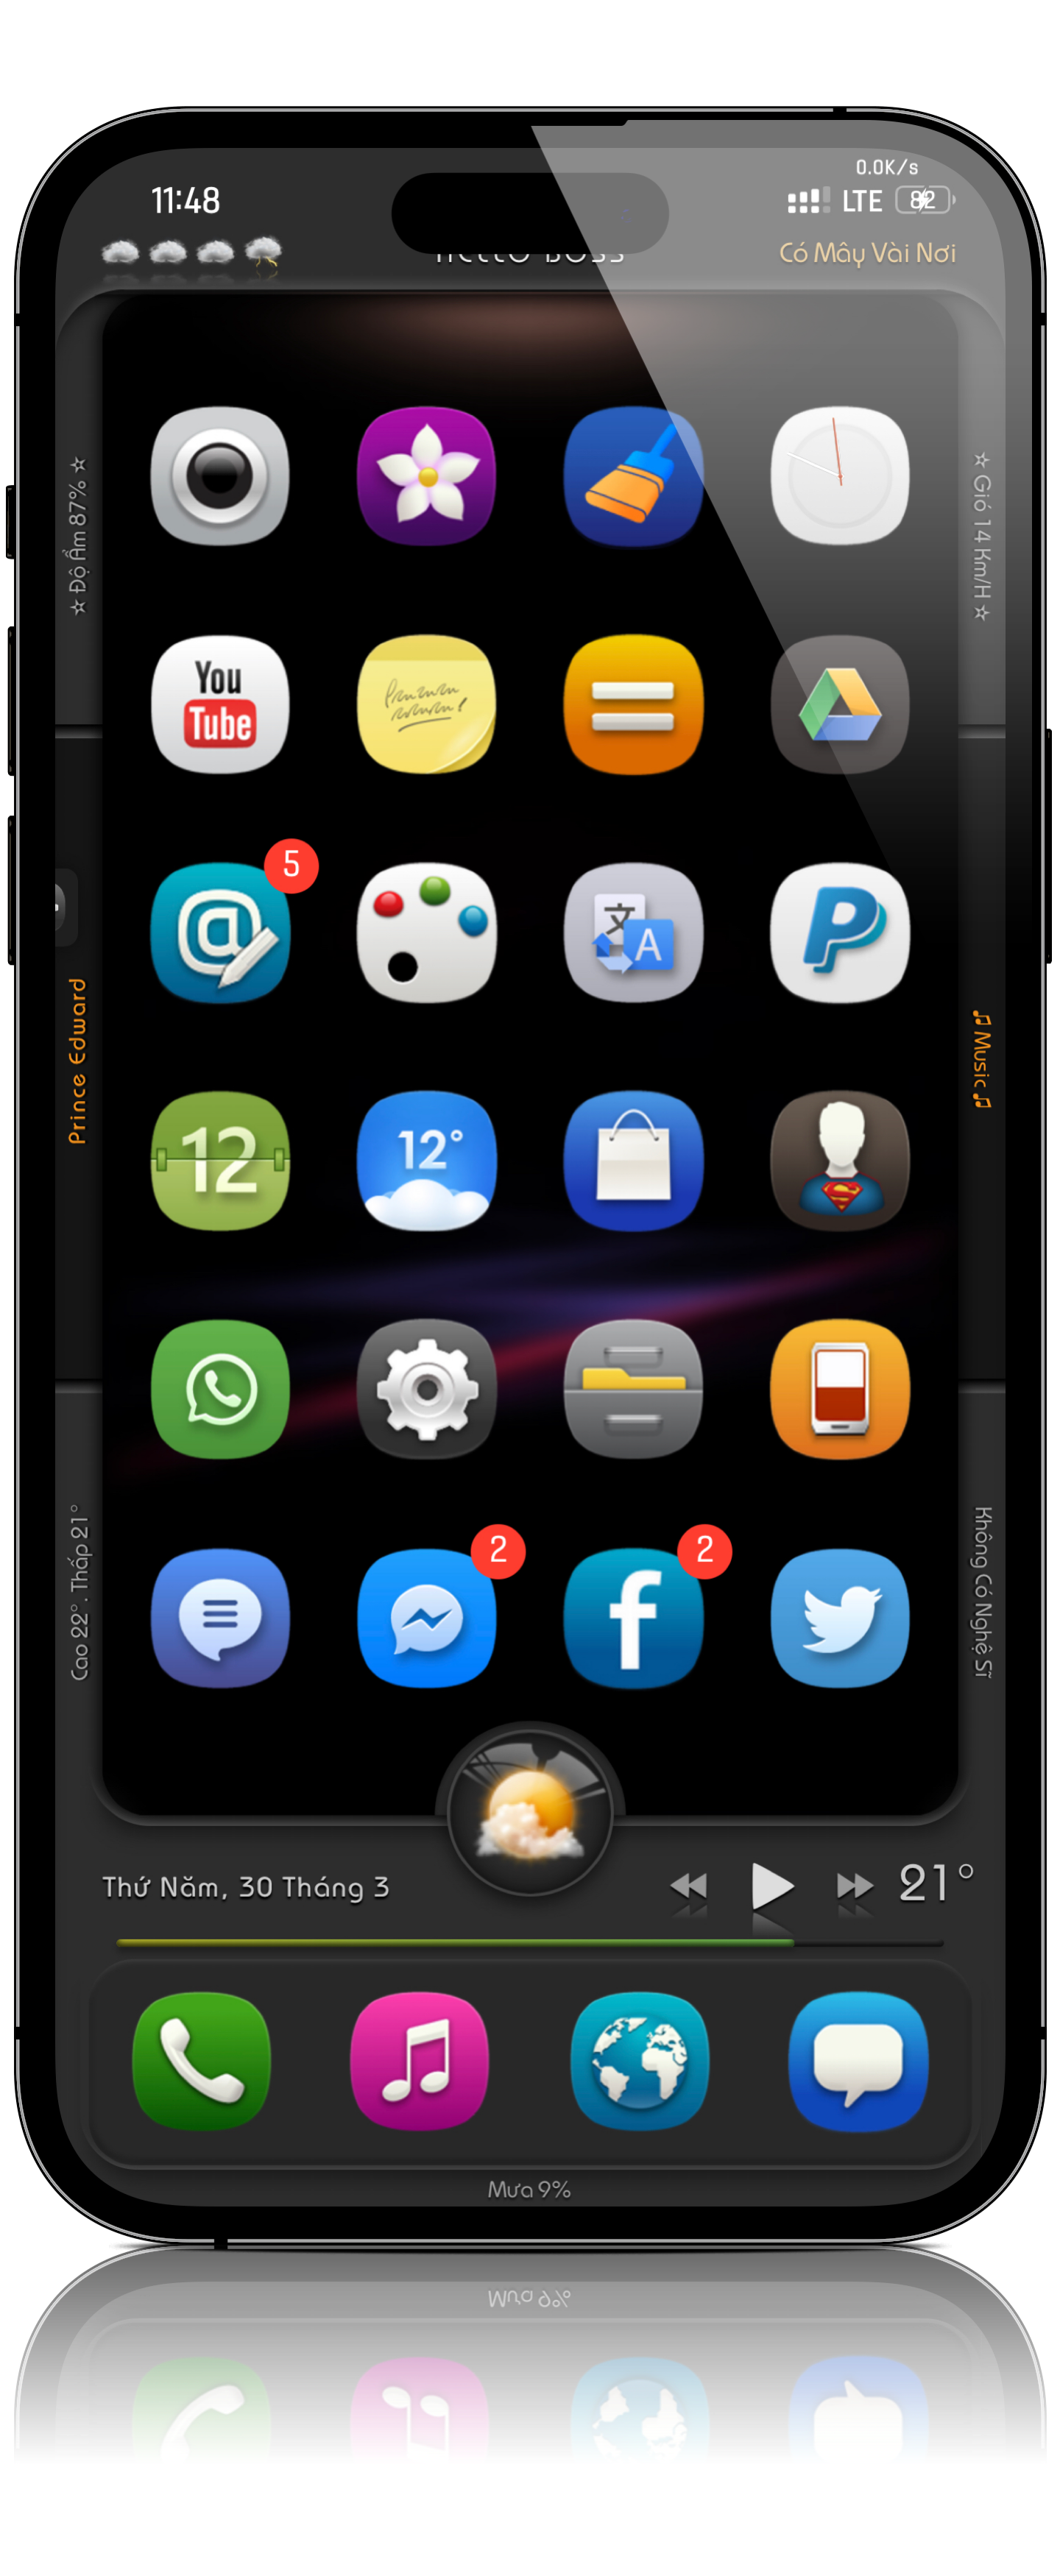 0.0K/s
11:48
LTE 82
HELLO BOSS
Có Mây Vài Nơi
☆ Độ Ẩm 87% ☆
☆ Gió 14 Km/H ☆
You
Tube
5
文
A
Prince Edward
♫ Music ♫
12
12°
Cao 22°. Thấp 21°
Không Có Nghệ Sĩ
2
2
f
Thứ Năm, 30 Tháng 3
21°
Mưa 9%